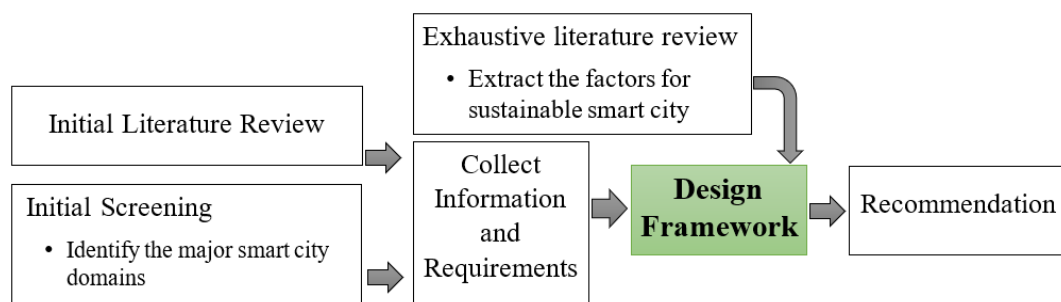 Initial Literature Review
Initial Screening
• Identify the major smart city
domains
Exhaustive literature review
• Extract the factors for
sustainable smart city
Collect
Information
and
Requirements
Design
Framework
Recommendation